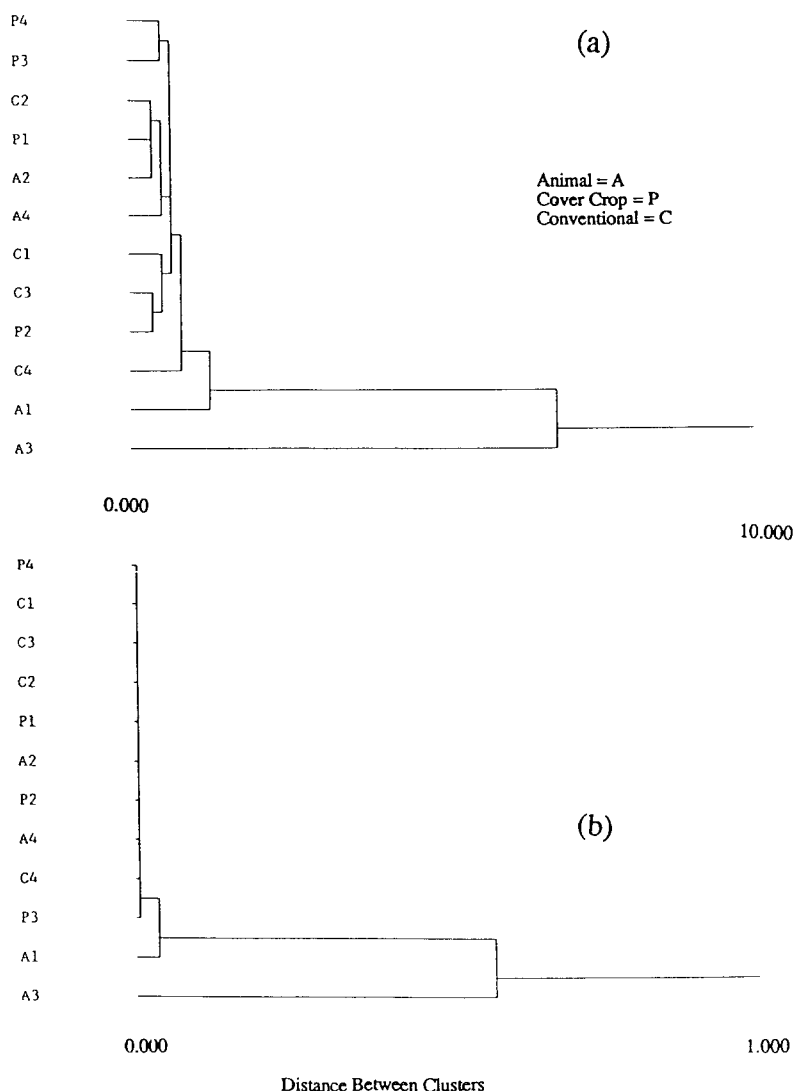 P4
(a)
P3
C2
P1
A2
Animal = A
Cover Crop = P
Conventional = C
A4
C1
C3
P2
C4
A1
A3
0.000
10.000
P4
C1
C3
C2
P1
A2
P2
(b)
A4
C4
P3
A1
A3
0.000
1.000
Distance Between Clusters